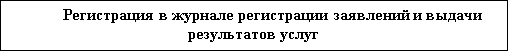 Регистрация в журнале регистрации заявлений и выдачи
результатов услуг